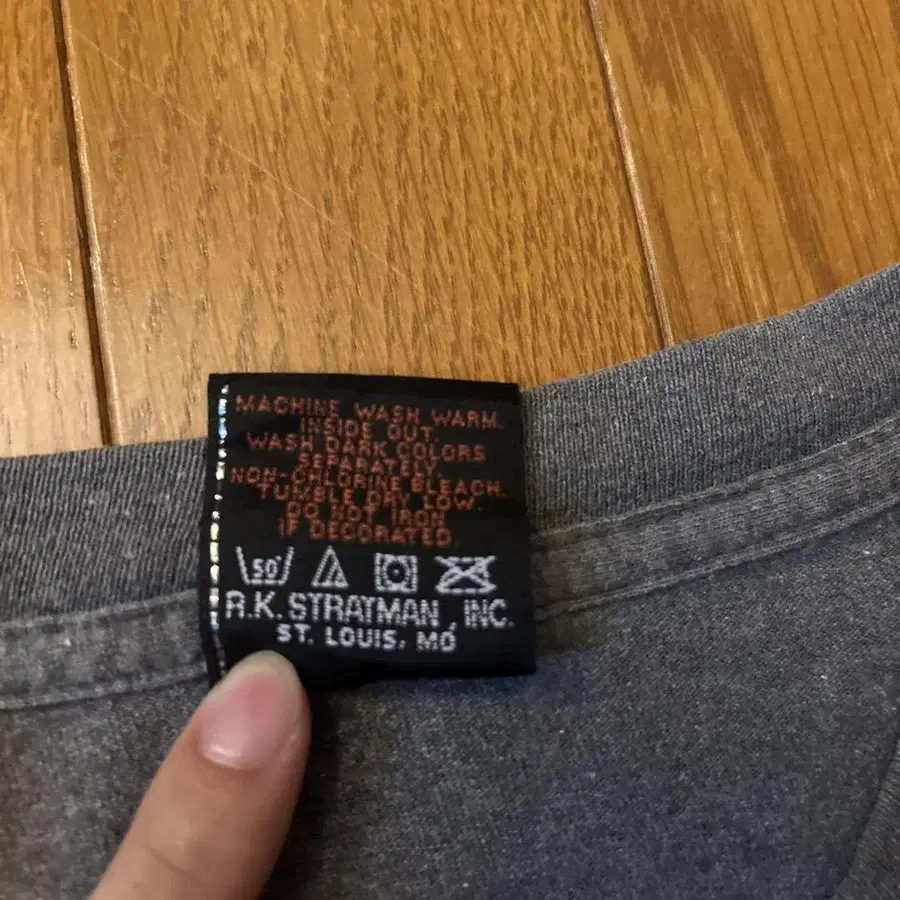 MACHINE WASH WARM.
INSIDE OUT.
WASH DARK COLORS
SEPARATELY.
NON-CHLORINE BLEACH.
TUMBLE DRY LOW.
DO NOT IRON
IF DECORATED.
50
R.K. STRAYMAN, INC.
ST. LOUIS, MO